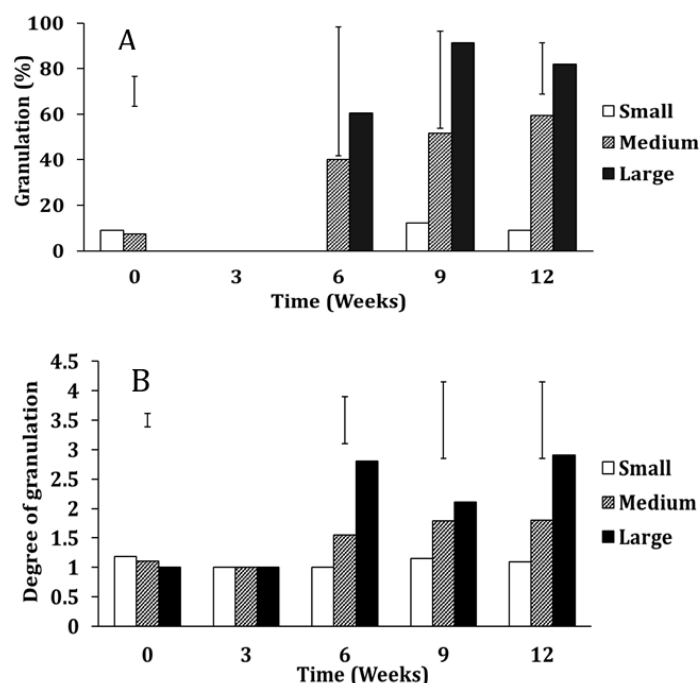 A
Granulation (%)
100
80
60
40
20
0
0 3 6 9 12
Time (Weeks)
Small
Medium
Large
B
Degree of granulation
4.5
4
3.5
3
2.5
2
1.5
1
0.5
0
0 3 6 9 12
Time (Weeks)
Small
Medium
Large